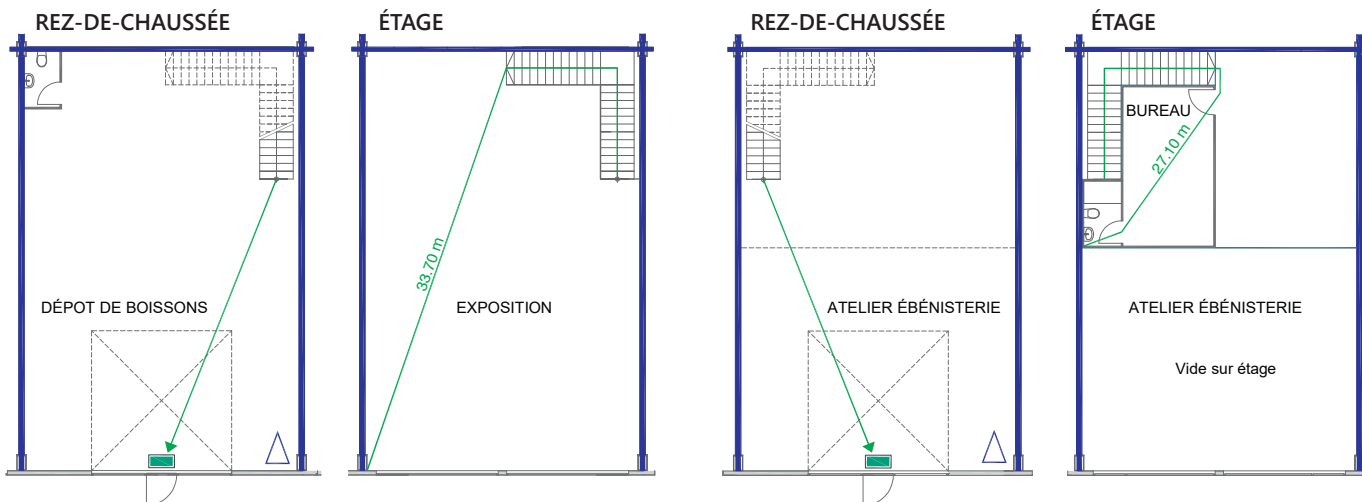 REZ-DE-CHAUSSÉE
ÉTAGE
REZ-DE-CHAUSSÉE
ÉTAGE
BUREAU
27.10 m
33.70 m
DÉPOT DE BOISSONS
EXPOSITION
ATELIER ÉBÉNISTERIE
ATELIER ÉBÉNISTERIE
Vide sur étage